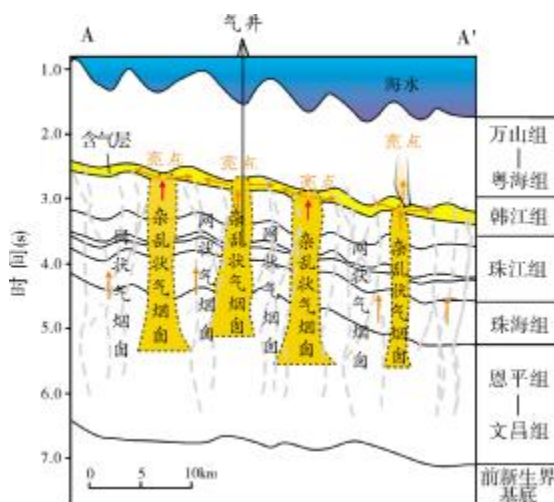 气井
A
A'
1.0
2.0
3.0
4.0
5.0
6.0
7.0
时间(s)
海水
含气层
亮点
亮点
亮点
亮点
杂乱状气烟囱
杂乱状气烟囱
杂乱状气烟囱
杂乱状气烟囱
网状气烟囱
网状气烟囱
网状气烟囱
网状气烟囱
万山组
粤海组
韩江组
珠江组
珠海组
恩平组
文昌组
前新生界
基底
0 5 10km